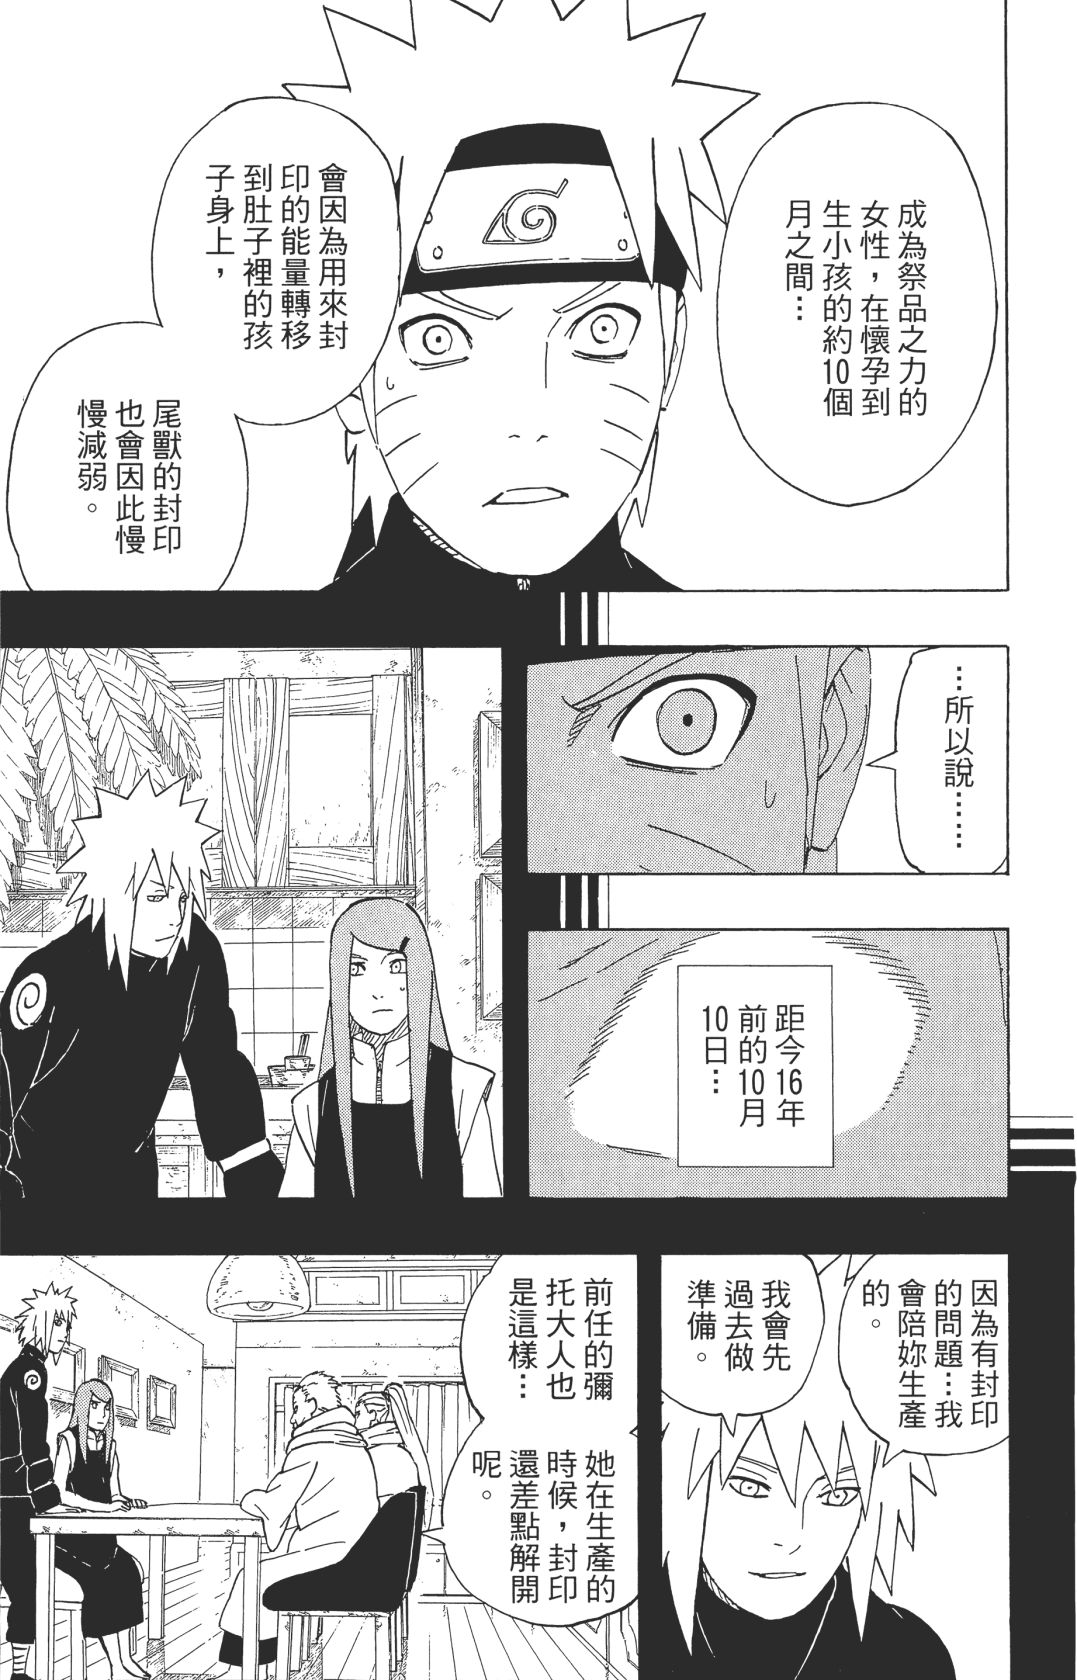 成為祭品之力的
女性，在懷孕到
生小孩的約10個
月之間…
會因為用來封
印的能量轉移
到肚子裡的孩
子身上，
尾獸的封印
也會因此慢
慢減弱。
…所以說……
距今16年
前的10月
10日…
因為有封印
的問題…我
會陪妳生產
的。
我會先
過去做
準備。
前任的彌
托大人也
是這樣…
她在生產的
時候，封印
還差點解開
呢。